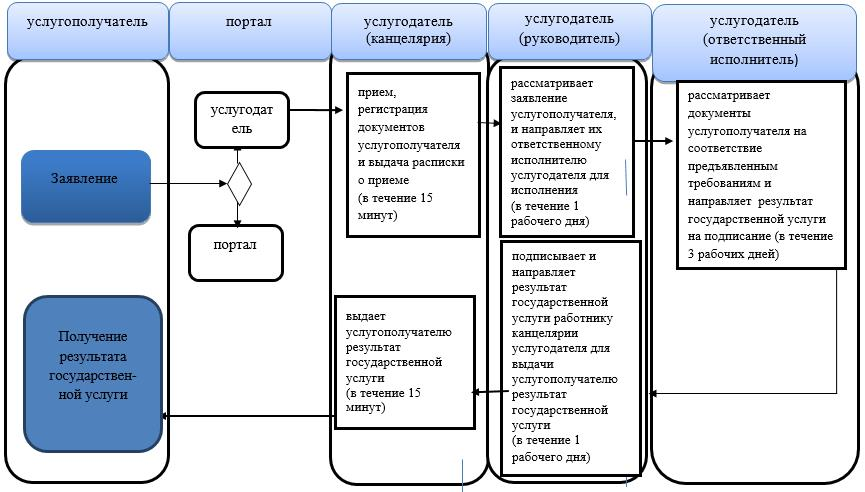 услугополучатель
портал
услугодатель
(канцелярия)
услугодатель
(руководитель)
услугодатель
(ответственный
исполнитель)
Заявление
услугодат
ель
портал
прием,
регистрация
документов
услугополучателя
и выдача расписки
о приеме
(в течение 15
минут)
рассматривает
заявление
услугополучателя,
и направляет их
ответственному
исполнителю
услугодателя для
исполнения
(в течение 1
рабочего дня)
рассматривает
документы
услугополучателя на
соответствие
предъявленным
требованиям и
направляет результат
государственной услуги
на подписание (в течение
3 рабочих дней)
подписывает и
направляет
результат
государственной
услуги работнику
канцелярии
услугодателя для
выдачи
услугополучателю
результат
государственной
услуги
(в течение 1
рабочего дня)
выдает
услугополучателю
результат
государственной
услуги
(в течение 15
минут)
Получение
результата
государствен-
ной услуги